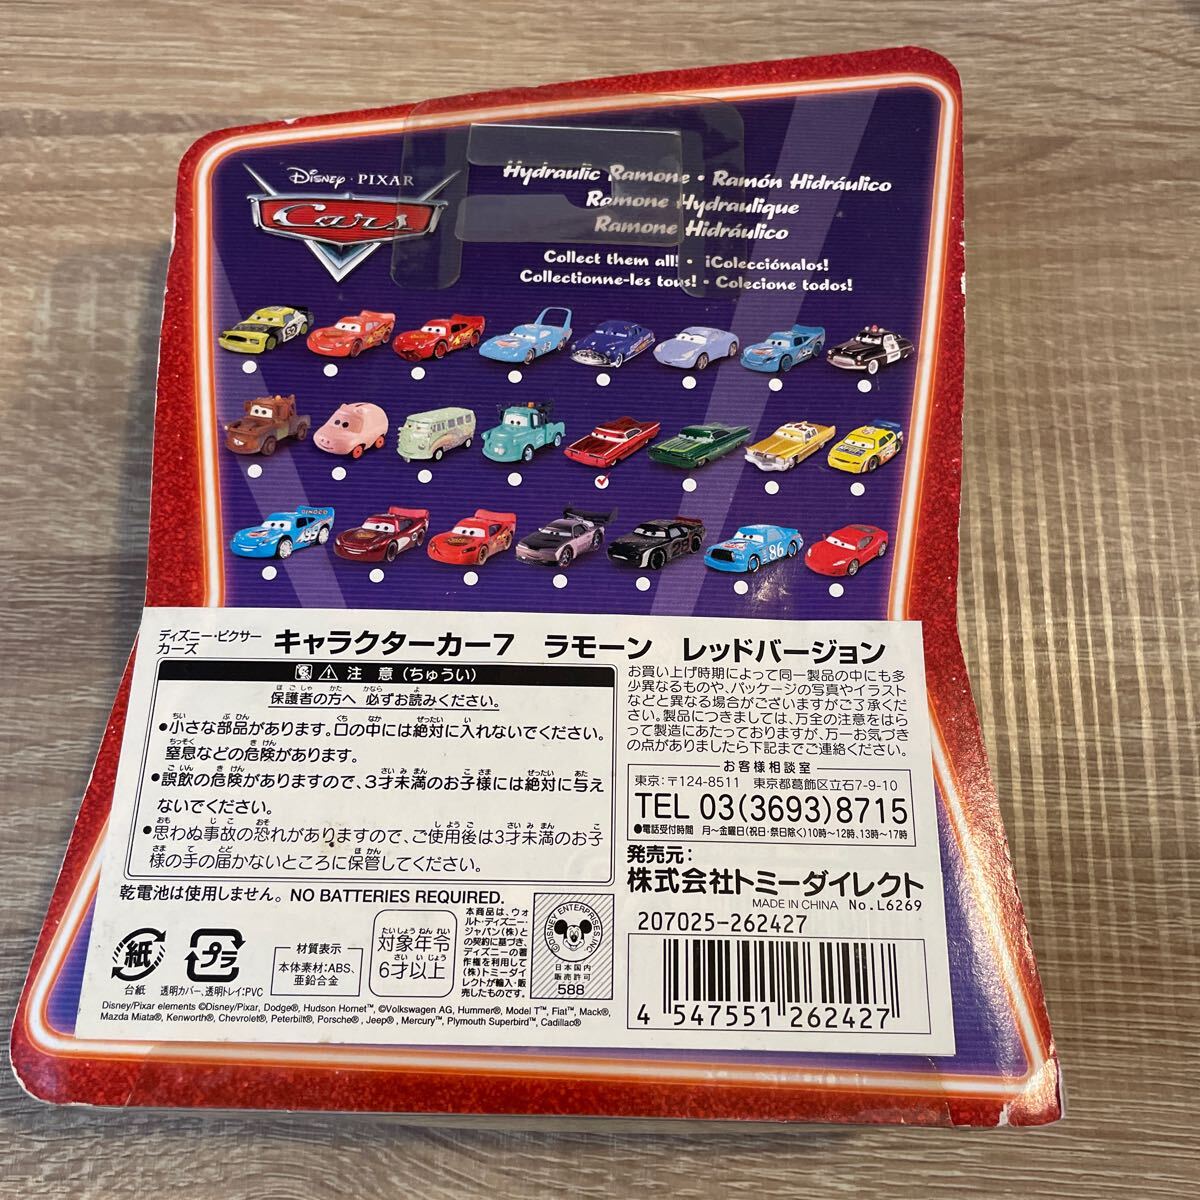 Disney · PIXAR
Cars
Hydraulic Ramone • Ramón Hidráulico
Ramone Hydraulique
Ramone Hidráulico
Collect them all! • ¡Colecciónalos!
Collectionne-les tous! • Colecione todos!
ディズニー・ピクサー
カーズ
キャラクターカー7 ラモーン レッドバージョン
注意(ちゅうい)
保護者の方へ 必ずお読みください。
●小さな部品があります。口の中には絶対に入れないでください。
窒息などの危険があります。
●誤飲の危険がありますので、3才未満のお子様には絶対に与え
ないでください。
●思わぬ事故の恐れがありますので、ご使用後は3才未満のお子
様の手の届かないところに保管してください。
乾電池は使用しません。NO BATTERIES REQUIRED.
紙
台紙
プラ
透明カバー、透明トレイ:PVC
材質表示
本体素材:ABS、
亜鉛合金
たいしょうねんれい
対象年令
さい いじょう
6才以上
本商品は、ウォ
ルト・ディズニー・
ジャパン(株)と
の契約に基づき、
ディズニーの著
作権を利用して
(株)トミーダイ
レクトが輸入・販
売したものです。
©DISNEY ENTERPRISES INC
日本国内
販売許可
588
Disney/Pixar elements ©Disney/Pixar, Dodge®, Hudson Hornet™, ©Volkswagen AG, Hummer®, Model T™, Fiat™, Mack®,
Mazda Miata®, Kenworth®, Chevrolet®, Peterbilt®, Porsche®, Jeep®, Mercury™, Plymouth Superbird™, Cadillac®
お買い上げ時期によって同一製品の中にも多
少異なるものや、パッケージの写真やイラスト
などと異なる場合がございますがご了承くだ
さい。製品につきましては、万全の注意をはら
って製造にあたっておりますが、万一お気づき
の点がありましたら下記までご連絡ください。
お客様相談室
東京:〒124-8511 東京都葛飾区立石7-9-10
TEL 03(3693)8715
●電話受付時間 月〜金曜日(祝日・祭日除く)10時〜12時、13時〜17時
発売元:
株式会社トミーダイレクト
MADE IN CHINA No.L6269
207025-262427
4 547551 262427